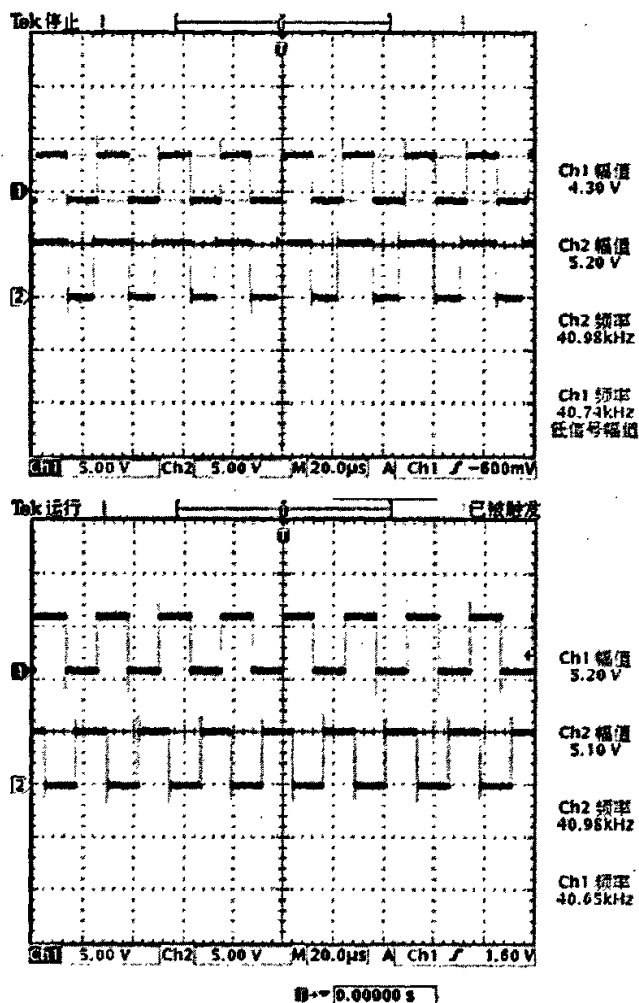 Tek 停止
T
1
Ch1 幅值
4.30 V
Ch2 幅值
5.20 V
2
Ch2 频率
40.98kHz
Ch1 频率
40.74kHz
低信号幅值
Ch1 5.00 V Ch2 5.00 V M 20.0µs A Ch1 ∫ -600mV
Tek 运行 已被触发
T
1
Ch1 幅值
5.20 V
Ch2 幅值
5.10 V
2
Ch2 频率
40.98kHz
Ch1 频率
40.65kHz
Ch1 5.00 V Ch2 5.00 V M 20.0µs A Ch1 ∫ 1.60 V
0.00000 s